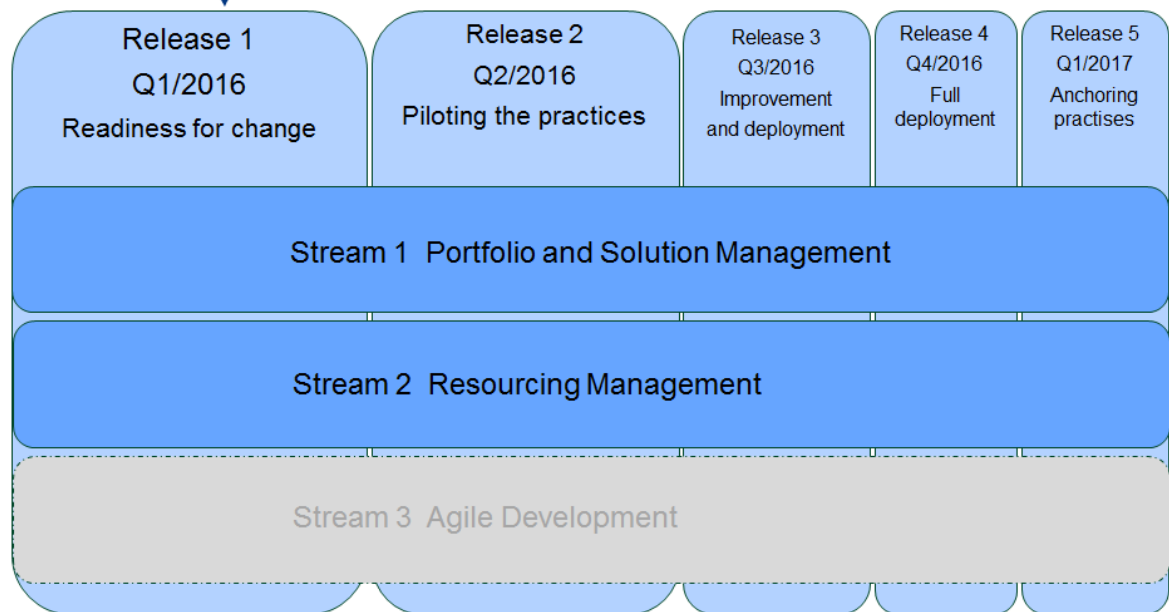 Release 1
Q1/2016
Readiness for change
Release 2
Q2/2016
Piloting the practices
Release 3
Q3/2016
Improvement
and deployment
Release 4
Q4/2016
Full
deployment
Release 5
Q1/2017
Anchoring
practises
Stream 1 Portfolio and Solution Management
Stream 2 Resourcing Management
Stream 3 Agile Development